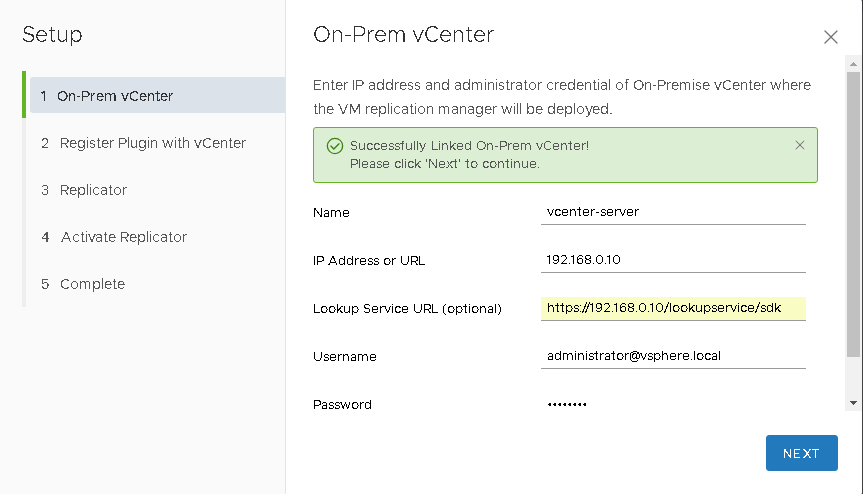 Setup
1 On-Prem vCenter
2 Register Plugin with vCenter
3 Replicator
4 Activate Replicator
5 Complete
On-Prem vCenter
Enter IP address and administrator credential of On-Premise vCenter where
the VM replication manager will be deployed.
Successfully Linked On-Prem vCenter!
Please click 'Next' to continue.
Name vcenter-server
IP Address or URL 192.168.0.10
Lookup Service URL (optional) https://192.168.0.10/lookupservice/sdk
Username administrator@vsphere.local
Password ••••••••
NEXT